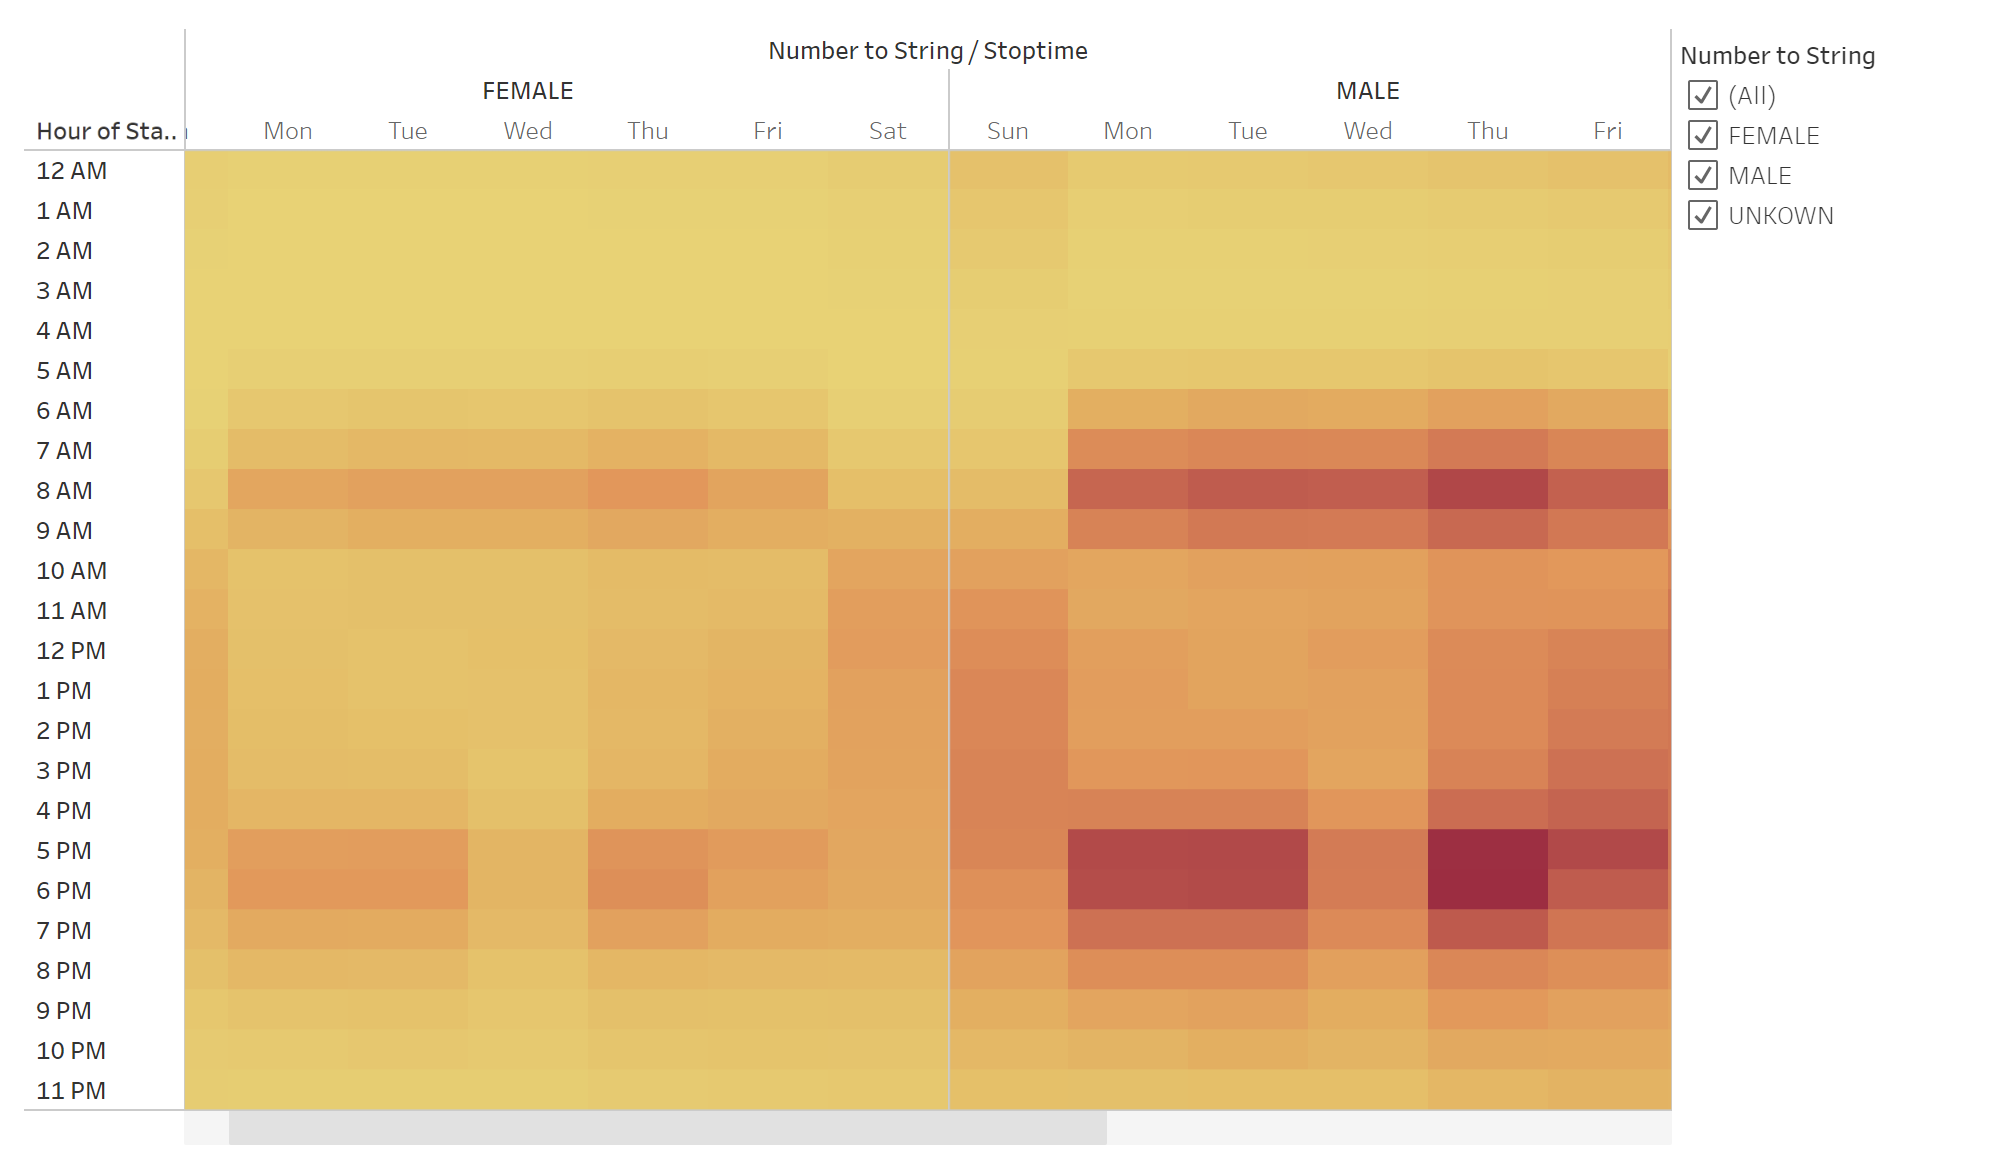 Number to String / Stoptime
FEMALE MALE
Hour of Sta.. Mon Tue Wed Thu Fri Sat Sun Mon Tue Wed Thu Fri
12 AM
1 AM
2 AM
3 AM
4 AM
5 AM
6 AM
7 AM
8 AM
9 AM
10 AM
11 AM
12 PM
1 PM
2 PM
3 PM
4 PM
5 PM
6 PM
7 PM
8 PM
9 PM
10 PM
11 PM
Number to String
(All)
FEMALE
MALE
UNKOWN